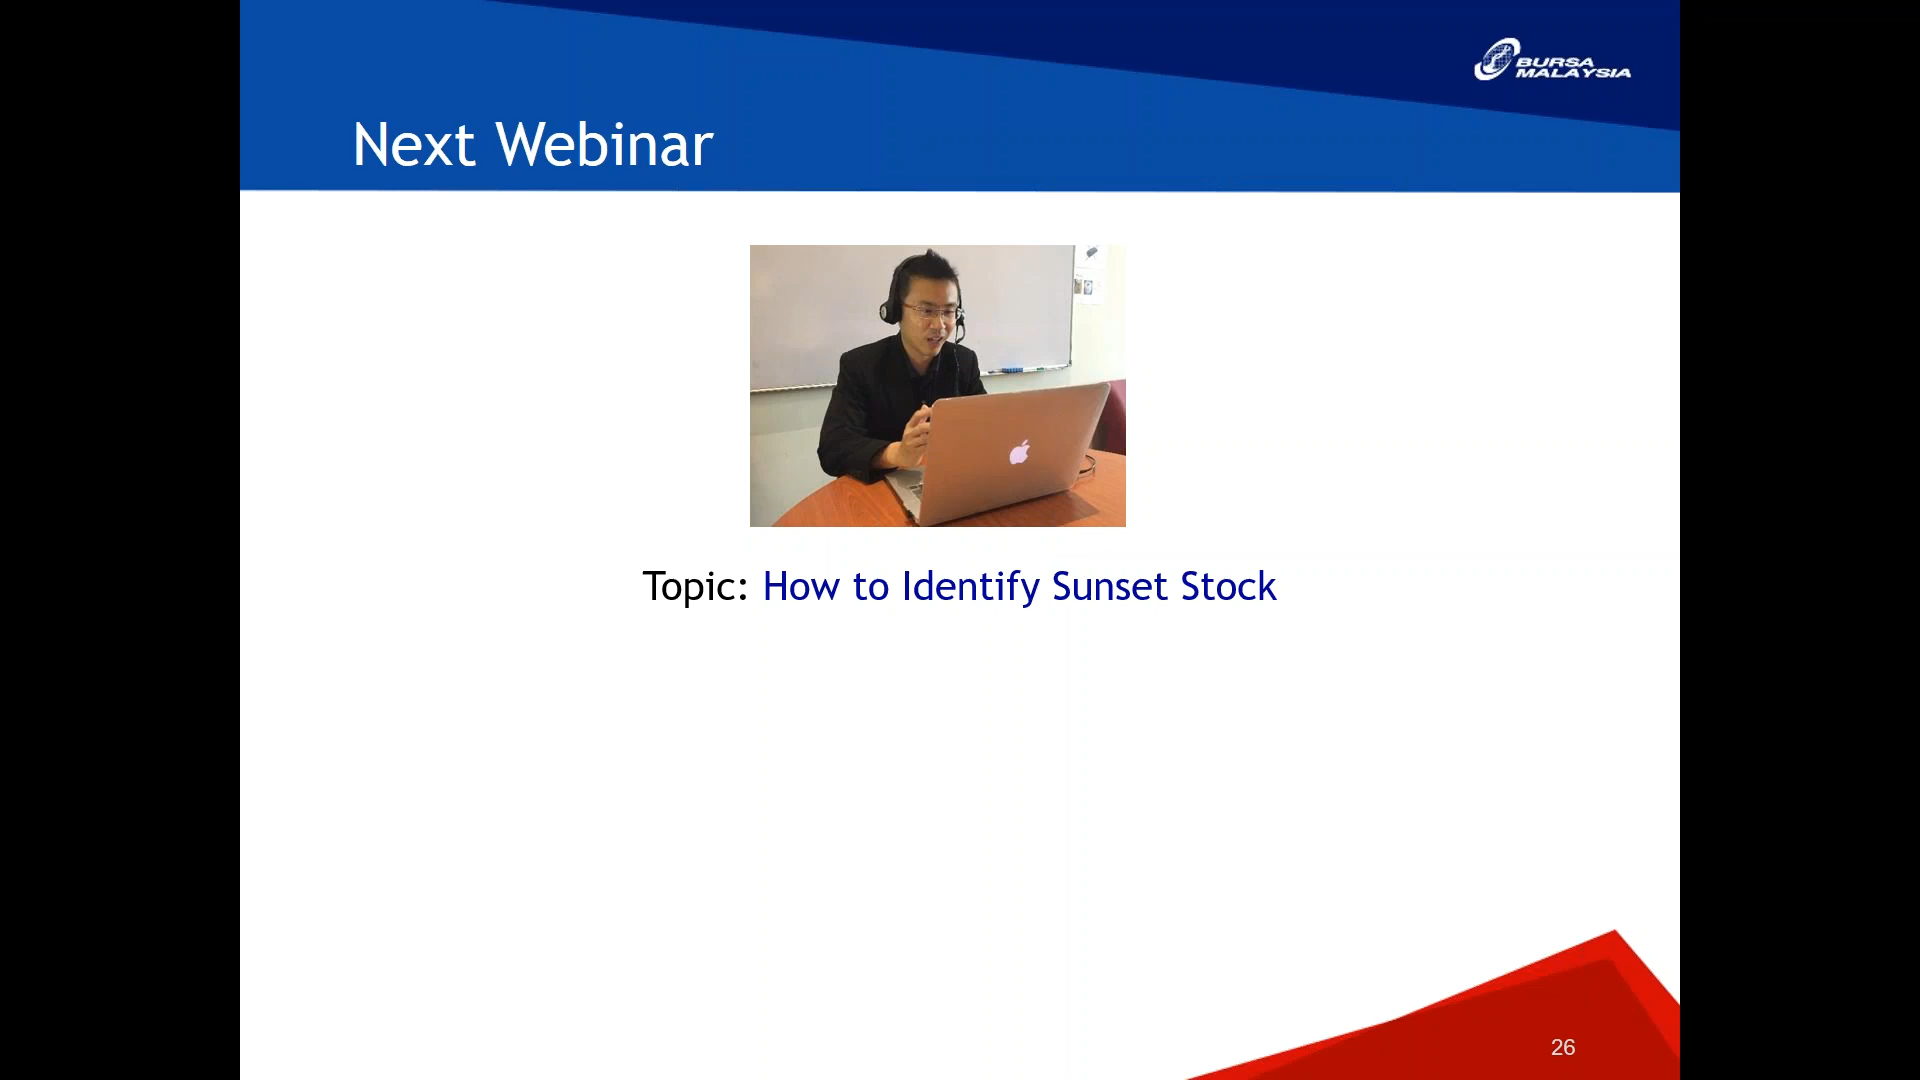 BURSA
MALAYSIA
Next Webinar
Topic: How to Identify Sunset Stock
26